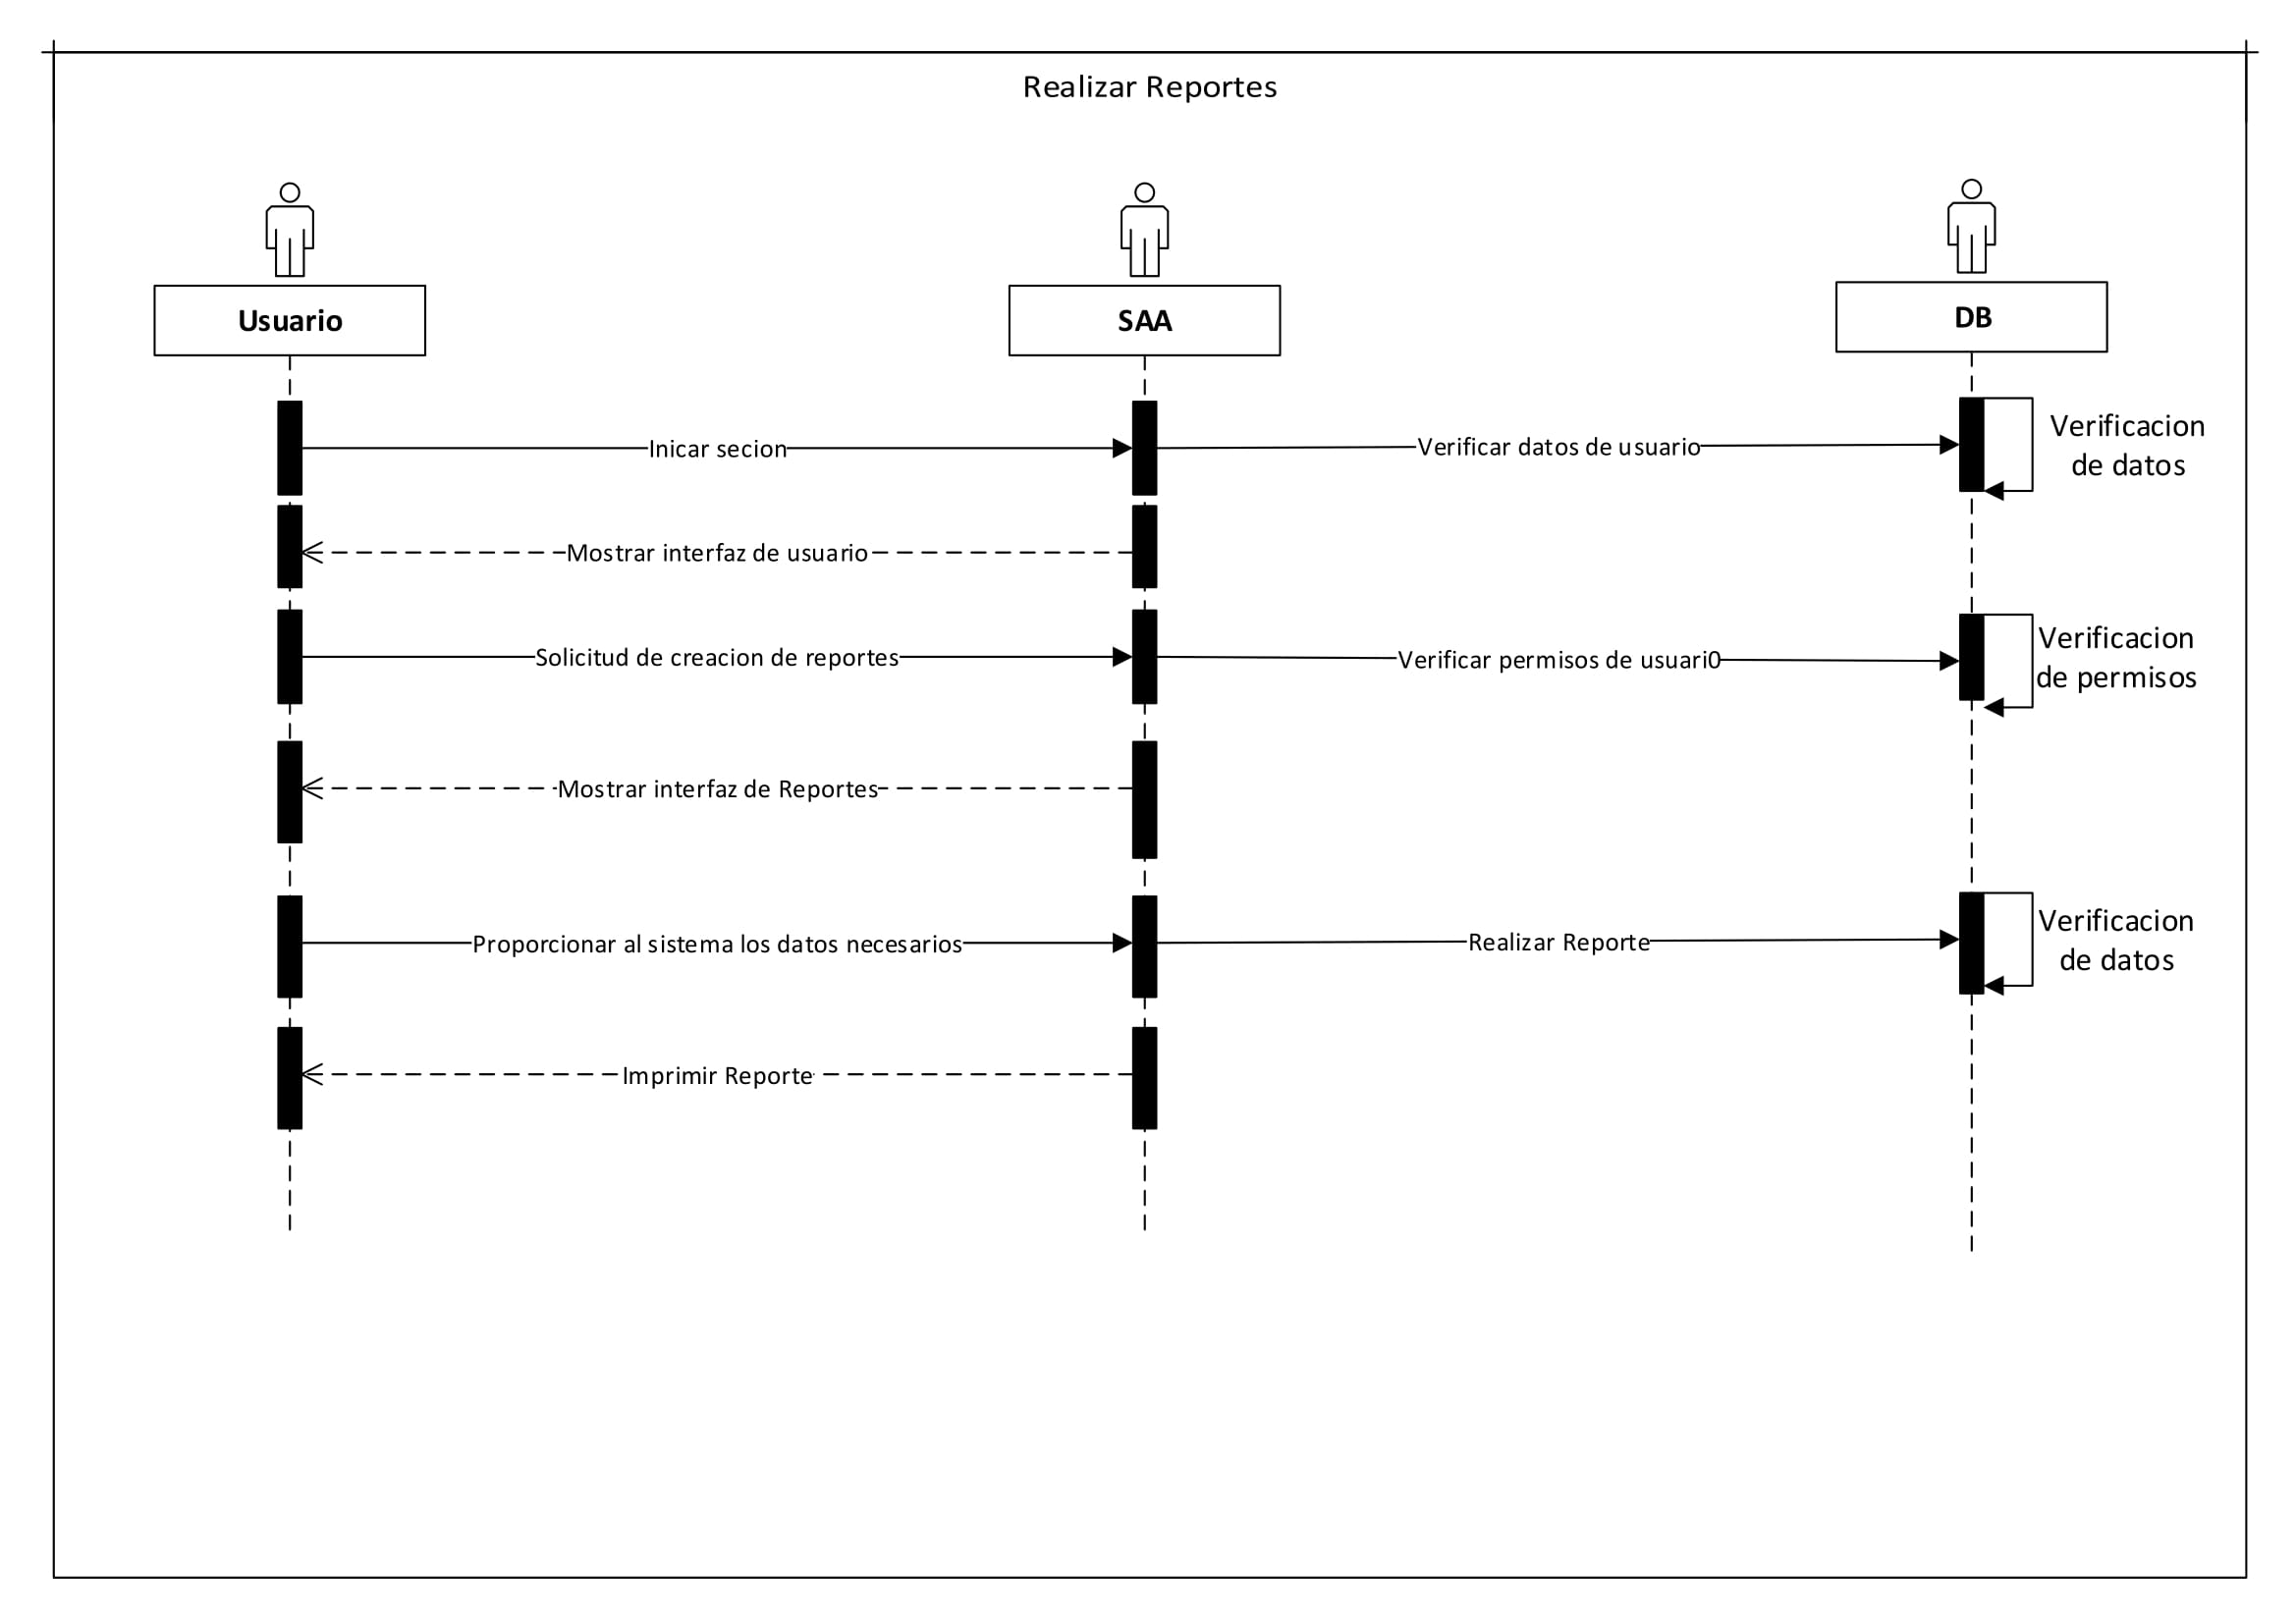 Realizar Reportes
Usuario
SAA
DB
Inicar secion
Verificar datos de usuario
Verificacion
de datos
Mostrar interfaz de usuario
Solicitud de creacion de reportes
Verificar permisos de usuari0
Verificacion
de permisos
Mostrar interfaz de Reportes
Proporcionar al sistema los datos necesarios
Realizar Reporte
Verificacion
de datos
Imprimir Reporte